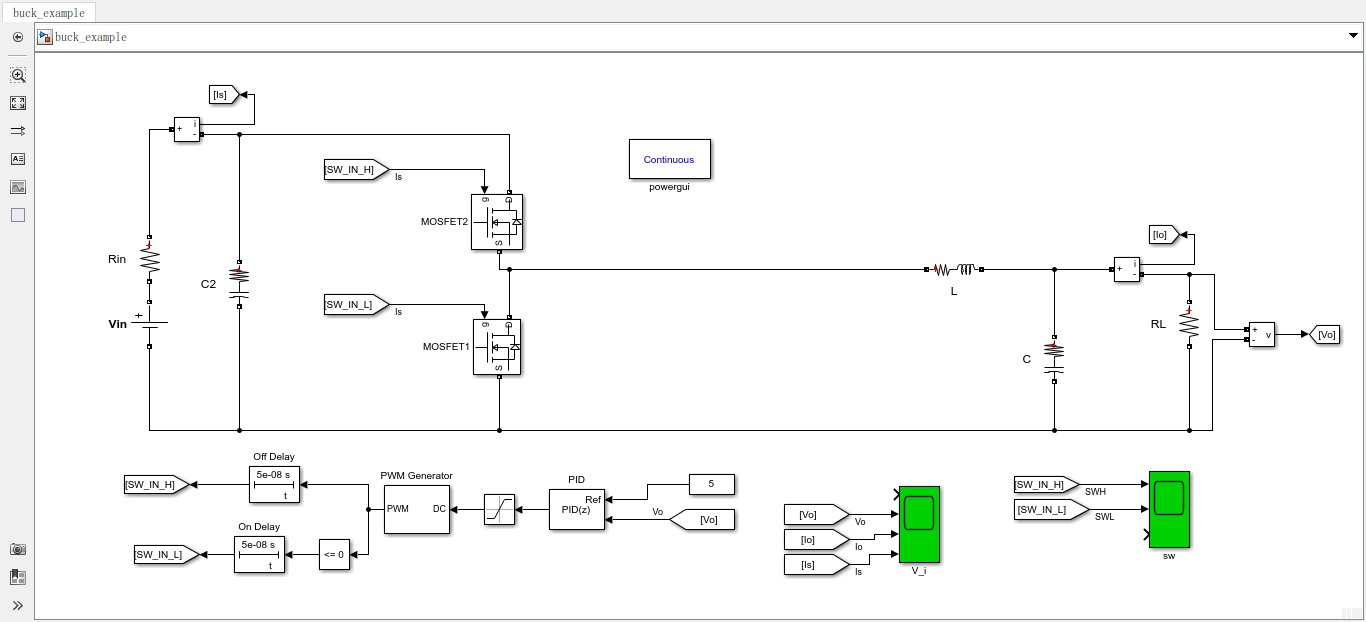 buck_example
buck_example
[Is]
+
i
-
[SW_IN_H]
Is
Continuous
powergui
g
D
MOSFET2
S
[Io]
Rin
+
i
-
C2
L
[SW_IN_L]
Is
+
Vin
g
D
MOSFET1
S
RL
+
-
v
[Vo]
C
Off Delay
[SW_IN_H]
5e-08 s
t
PWM Generator
PWM
DC
PID
Ref
PID(z)
5
Vo
[Vo]
On Delay
[SW_IN_L]
5e-08 s
t
<= 0
[Vo]
Vo
[Io]
Io
[Is]
Is
V_i
[SW_IN_H]
SWH
[SW_IN_L]
SWL
sw